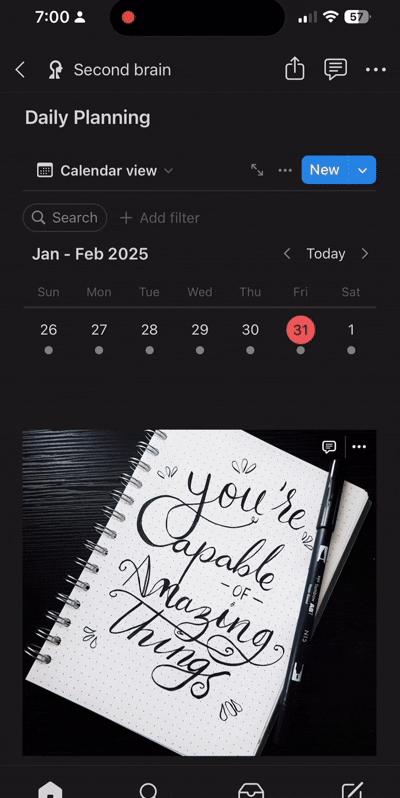 7:00
57
Second brain
Daily Planning
Calendar view
New
Search
+ Add filter
Jan - Feb 2025
Today
Sun Mon Tue Wed Thu Fri Sat
26 27 28 29 30 31 1
you're
Capable
- OF -
Amazing
Things